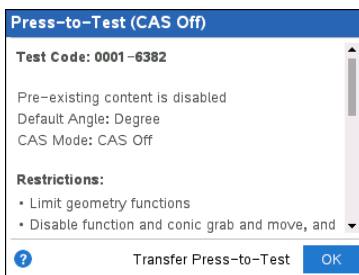 Press-to-Test (CAS Off)
Test Code: 0001-6382
Pre-existing content is disabled
Default Angle: Degree
CAS Mode: CAS Off
Restrictions:
• Limit geometry functions
• Disable function and conic grab and move, and
? Transfer Press-to-Test OK